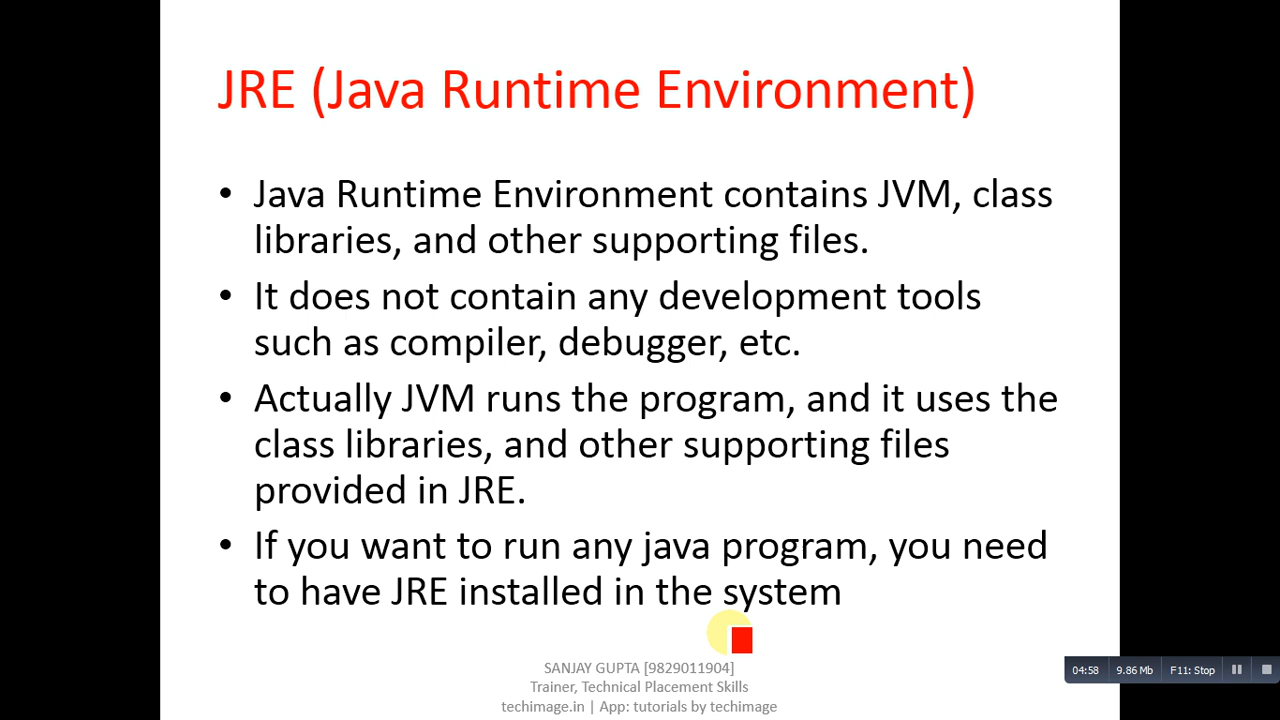 JRE (Java Runtime Environment)
• Java Runtime Environment contains JVM, class
libraries, and other supporting files.
• It does not contain any development tools
such as compiler, debugger, etc.
• Actually JVM runs the program, and it uses the
class libraries, and other supporting files
provided in JRE.
• If you want to run any java program, you need
to have JRE installed in the system
SANJAY GUPTA [9829011904]
Trainer, Technical Placement Skills
techimage.in | App: tutorials by techimage
04:58 9.86 Mb F11: Stop